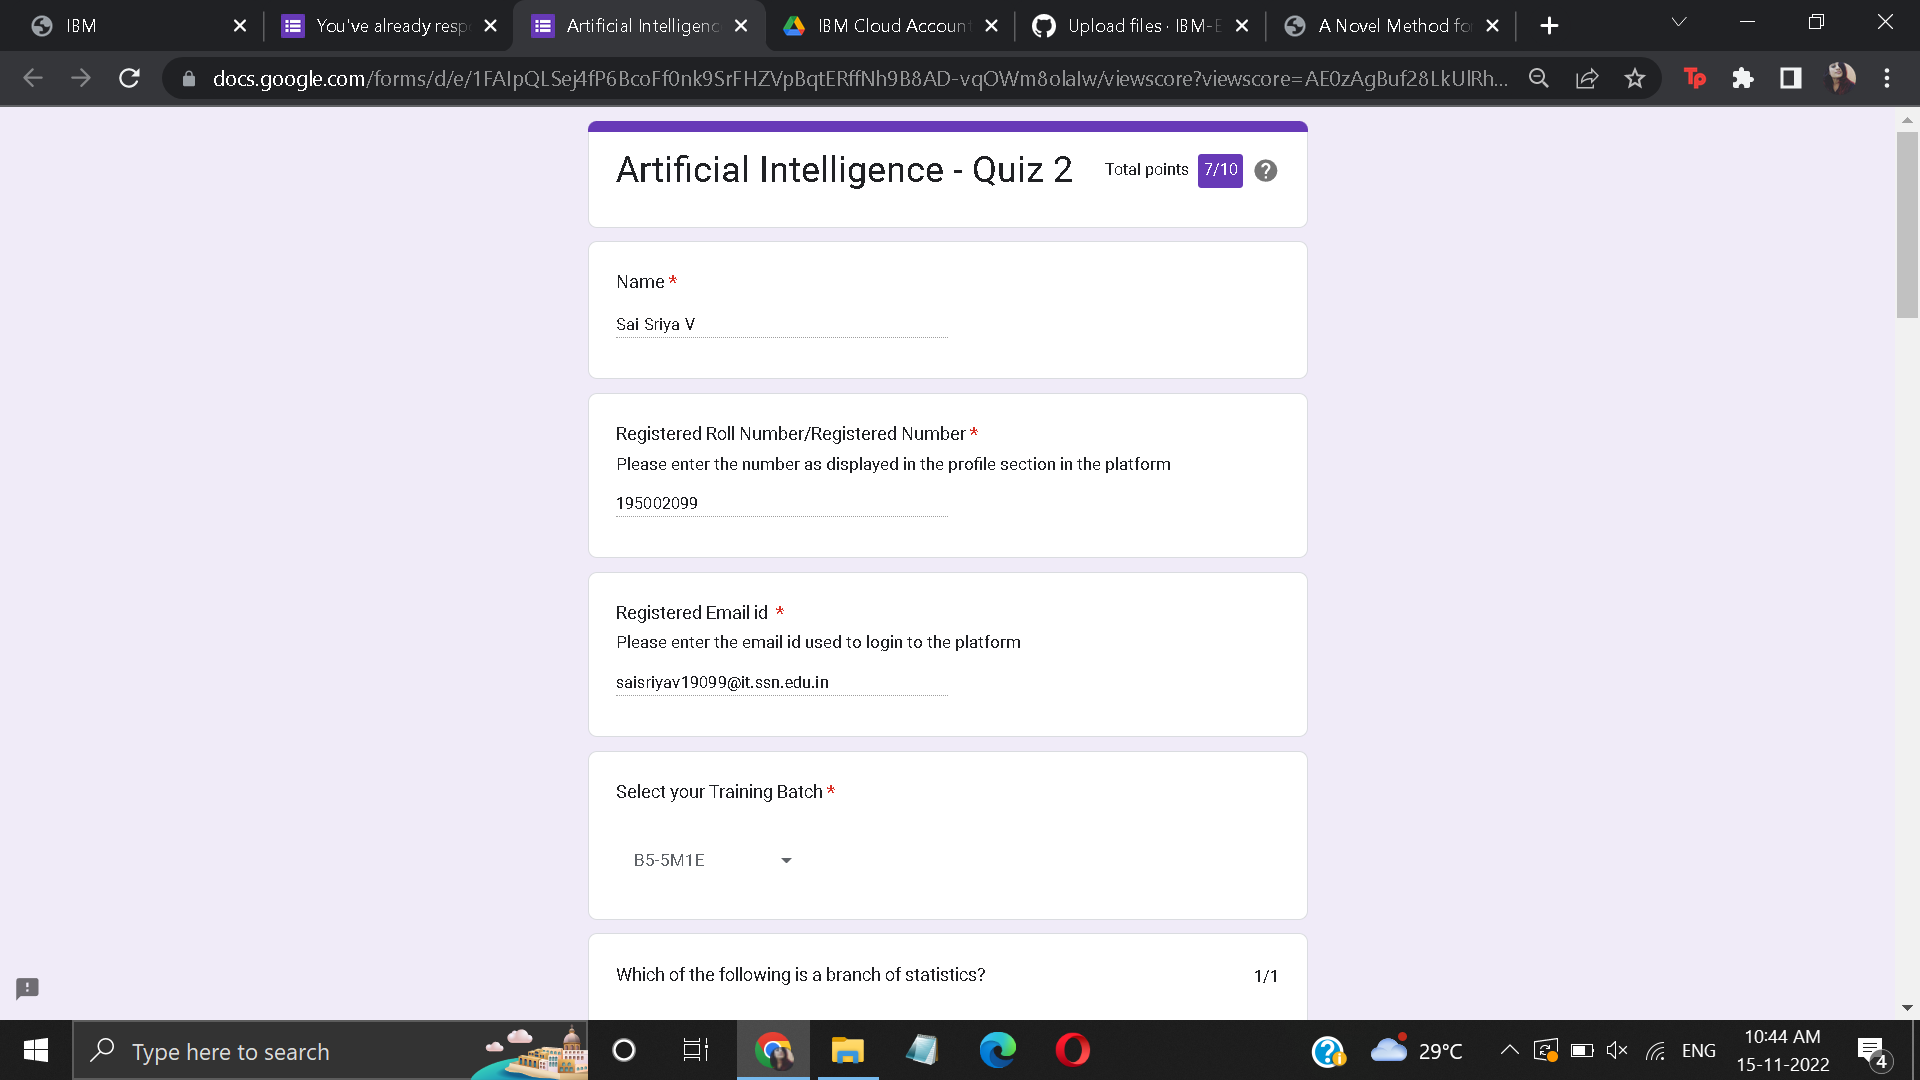 IBM
You've already resp
Artificial Intelligenc
IBM Cloud Account
Upload files · IBM-E
A Novel Method fo
docs.google.com/forms/d/e/1FAIpQLSej4fP6BcoFf0nk9SrFHZVpBqtERffNh9B8AD-vqOWm8olaIw/viewscore?viewscore=AE0zAgBuf28LkUlRh...
Tp
Artificial Intelligence - Quiz 2
Total points 7/10
Name *
Sai Sriya V
Registered Roll Number/Registered Number *
Please enter the number as displayed in the profile section in the platform
195002099
Registered Email id *
Please enter the email id used to login to the platform
saisriyav19099@it.ssn.edu.in
Select your Training Batch *
B5-5M1E
Which of the following is a branch of statistics?
1/1
Type here to search
29°C
ENG
10:44 AM
15-11-2022
4